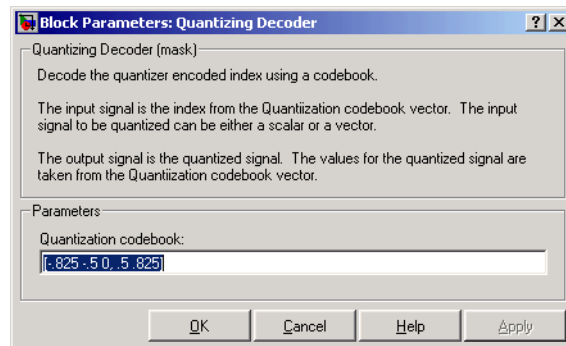 Block Parameters: Quantizing Decoder
Quantizing Decoder (mask)
Decode the quantizer encoded index using a codebook.
The input signal is the index from the Quantiization codebook vector. The input
signal to be quantized can be either a scalar or a vector.
The output signal is the quantized signal. The values for the quantized signal are
taken from the Quantiization codebook vector.
Parameters
Quantization codebook:
[-.825 -.5 0, .5 .825]
OK Cancel Help Apply